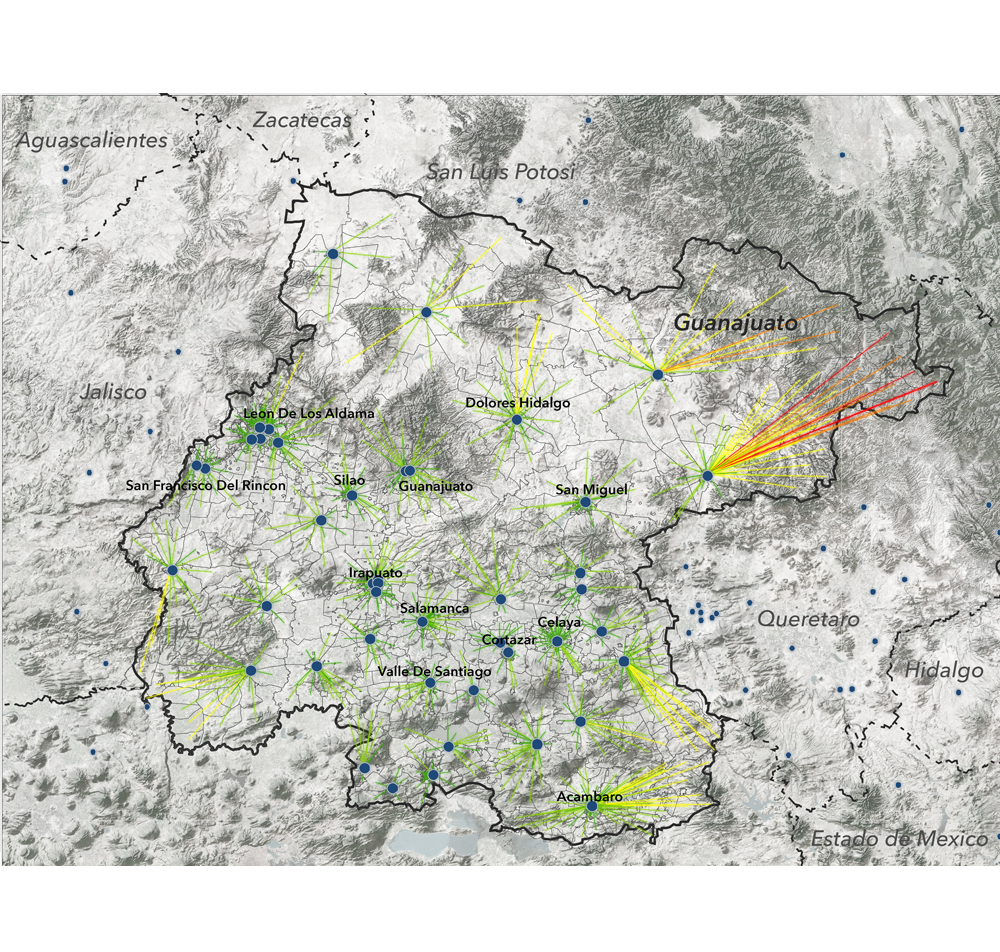 Zacatecas
Aguascalientes
San Luis Potosi
Guanajuato
Jalisco
Dolores Hidalgo
Leon De Los Aldama
Silao
San Francisco Del Rincon
Guanajuato
San Miguel
Irapuato
Salamanca
Celaya
Queretaro
Cortazar
Valle De Santiago
Hidalgo
Acambaro
Estado de Mexico